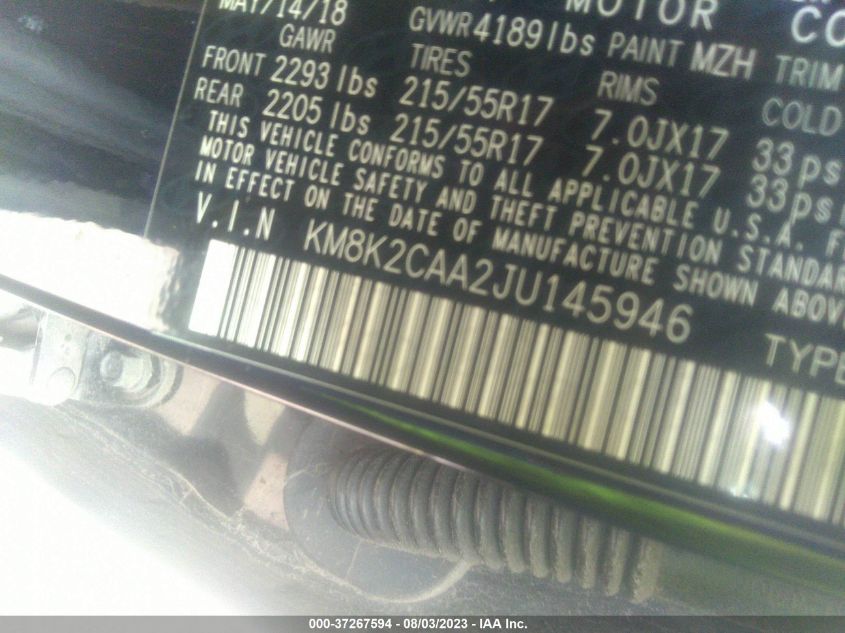 MOTOR CO
MAY/14/18 GVWR 4189 lbs PAINT MZH TRIM
GAWR TIRES RIMS COLD
FRONT 2293 lbs 215/55R17 7.0JX17 33 ps
REAR 2205 lbs 215/55R17 7.0JX17 33 ps
THIS VEHICLE CONFORMS TO ALL APPLICABLE U.S.A. F
MOTOR VEHICLE SAFETY AND THEFT PREVENTION STANDAR
IN EFFECT ON THE DATE OF MANUFACTURE SHOWN ABOV
V.I.N KM8K2CAA2JU145946 TYPE
000-37267594 - 08/03/2023 - IAA Inc.